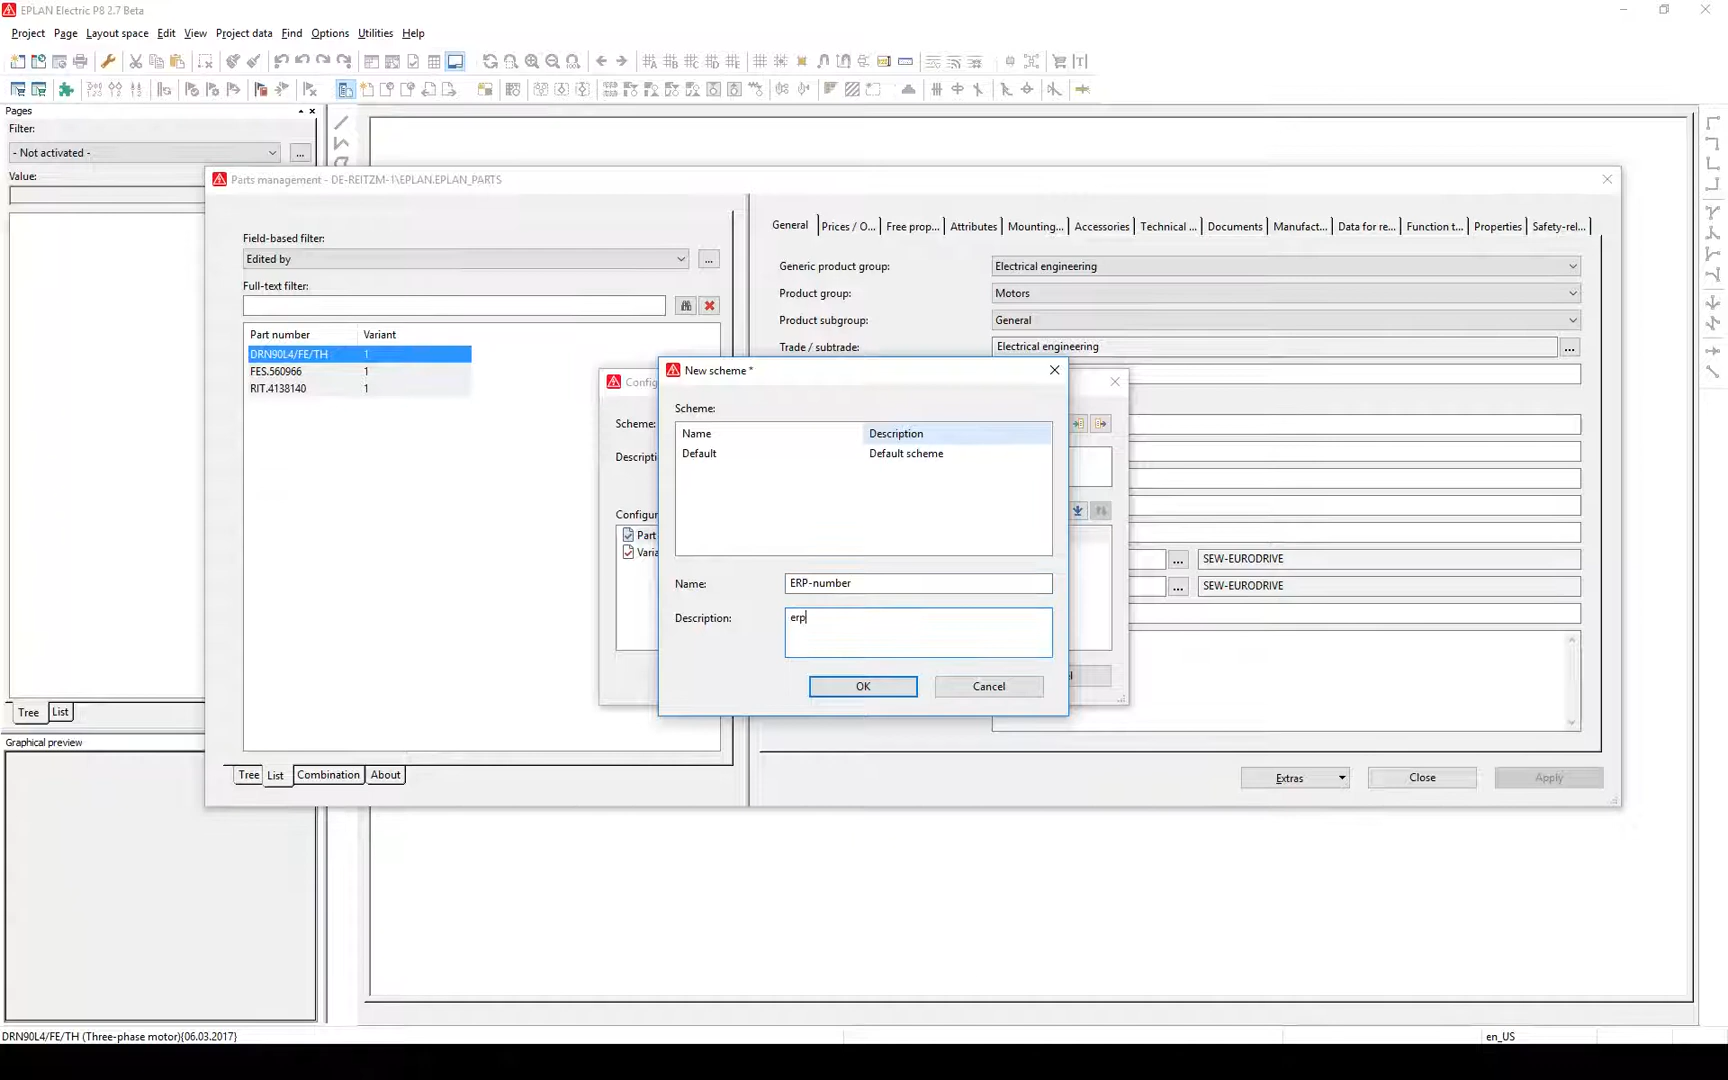 EPLAN Electric P8 2.7 Beta
Project Page Layout space Edit View Project data Find Options Utilities Help
Pages
Filter:
- Not activated -
...
Value:
Tree List
Graphical preview
Parts management - DE-REITZM-1\EPLAN.EPLAN_PARTS
Field-based filter:
Edited by
...
Full-text filter:
Part number Variant
DRN90L4/FE/TH 1
FES.560966 1
RIT.4138140 1
Tree List Combination About
General Prices / O... Free prop... Attributes Mounting... Accessories Technical ... Documents Manufact... Data for re... Function t... Properties Safety-rel...
Generic product group: Electrical engineering
Product group: Motors
Product subgroup: General
Trade / subtrade: Electrical engineering ...
... SEW-EURODRIVE
... SEW-EURODRIVE
Extras Close Apply
Config
Scheme:
Descripti
Configur
Part
Varia
New scheme *
Scheme:
Name Description
Default Default scheme
Name: ERP-number
Description: erp
OK Cancel
DRN90L4/FE/TH (Three-phase motor){06.03.2017}
en_US